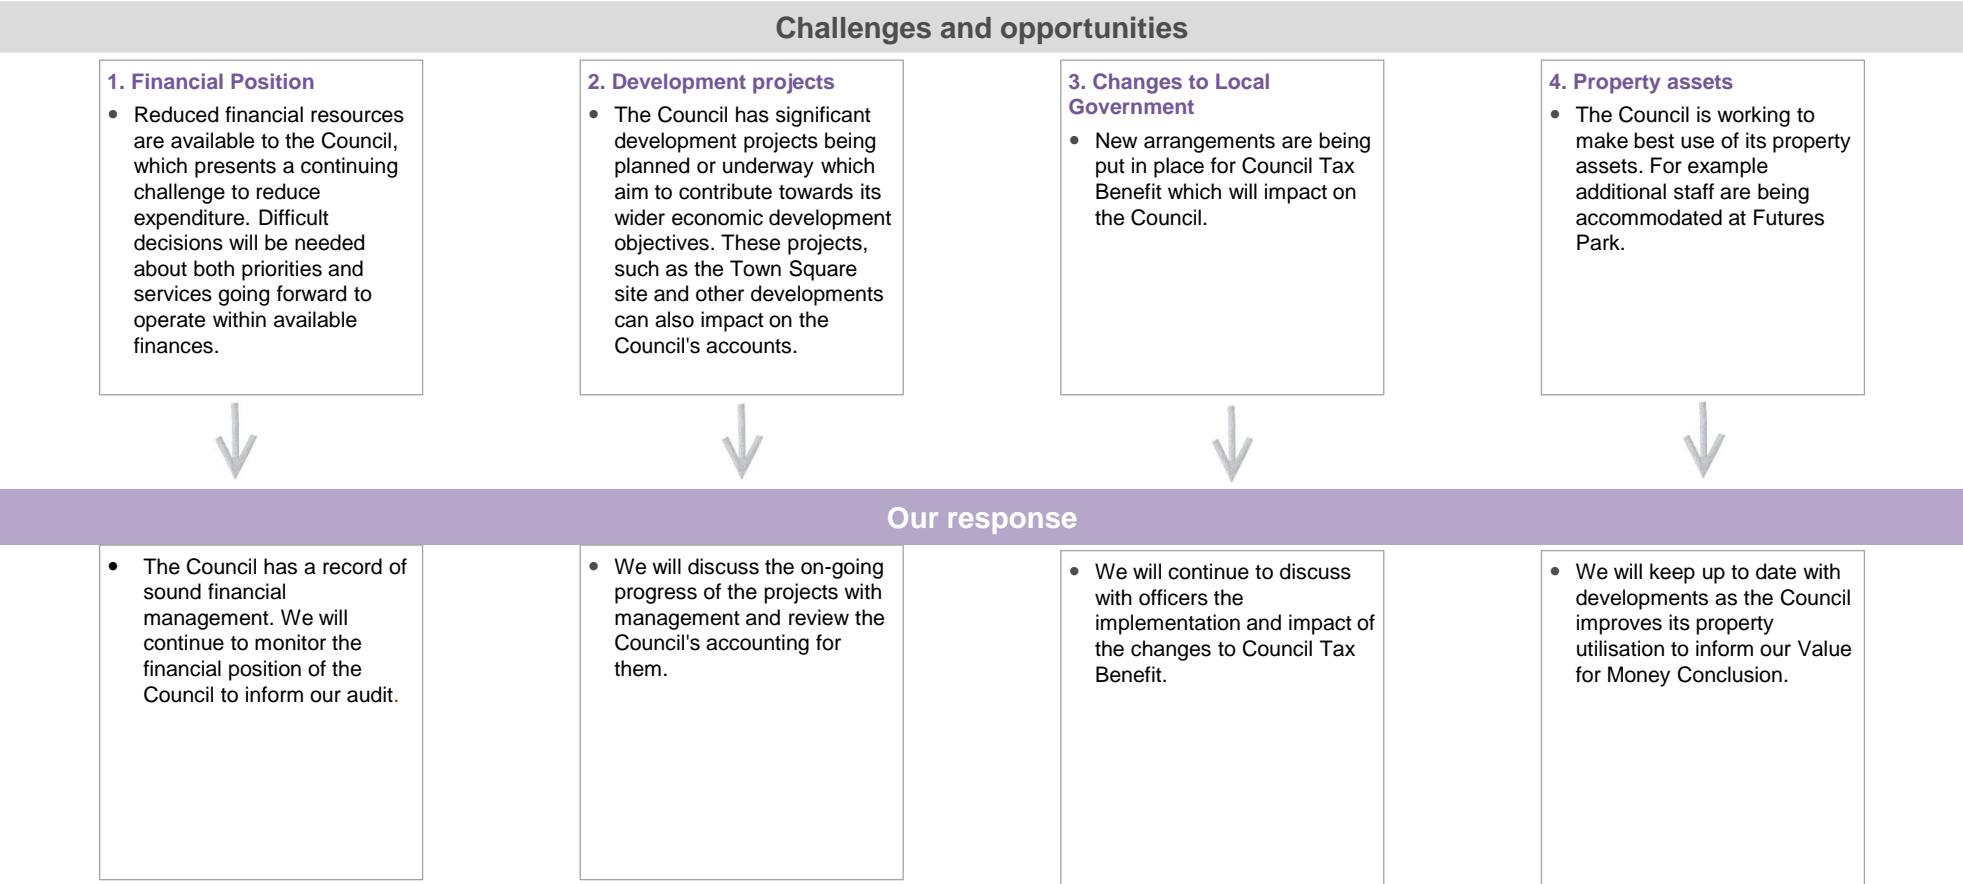 Challenges and opportunities
1. Financial Position
• Reduced financial resources
are available to the Council,
which presents a continuing
challenge to reduce
expenditure. Difficult
decisions will be needed
about both priorities and
services going forward to
operate within available
finances.
2. Development projects
• The Council has significant
development projects being
planned or underway which
aim to contribute towards its
wider economic development
objectives. These projects,
such as the Town Square
site and other developments
can also impact on the
Council's accounts.
3. Changes to Local
Government
• New arrangements are being
put in place for Council Tax
Benefit which will impact on
the Council.
4. Property assets
• The Council is working to
make best use of its property
assets. For example
additional staff are being
accommodated at Futures
Park.
Our response
• The Council has a record of
sound financial
management. We will
continue to monitor the
financial position of the
Council to inform our audit.
• We will discuss the on-going
progress of the projects with
management and review the
Council's accounting for
them.
• We will continue to discuss
with officers the
implementation and impact of
the changes to Council Tax
Benefit.
• We will keep up to date with
developments as the Council
improves its property
utilisation to inform our Value
for Money Conclusion.